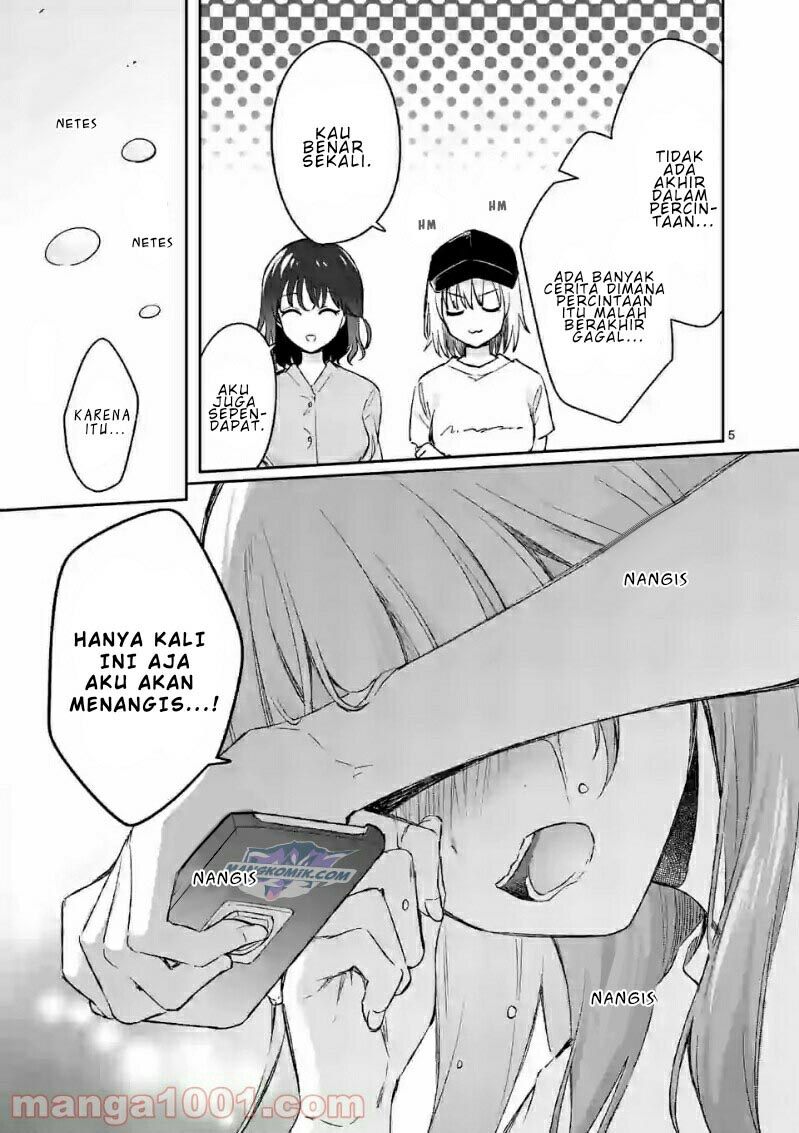 TIDAK
ADA
AKHIR
DALAM
PERCIN-
TAAN...
ADA BANYAK
CERITA DIMANA
PERCINTAAN
ITU MALAH
BERAKHIR
GAGAL...
HM
HM
KAU
BENAR
SEKALI.
AKU
JUGA
SEPEN-
DAPAT.
5
NETES
NETES
KARENA
ITU...
NANGIS
HANYA KALI
INI AJA
AKU AKAN
MENANGIS...!
NANGIS
MANGKOMIK.COM
NANGIS
manga1001.com